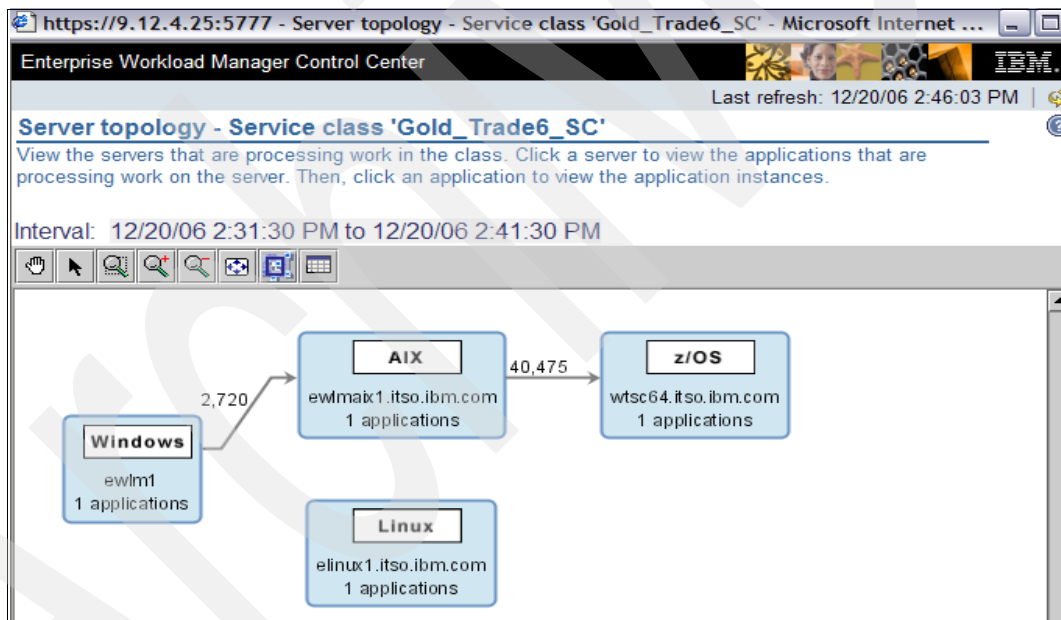 https://9.12.4.25:5777 - Server topology - Service class 'Gold_Trade6_SC' - Microsoft Internet ...
Enterprise Workload Manager Control Center
IBM.
Last refresh: 12/20/06 2:46:03 PM
Server topology - Service class 'Gold_Trade6_SC'
View the servers that are processing work in the class. Click a server to view the applications that are
processing work on the server. Then, click an application to view the application instances.
Interval: 12/20/06 2:31:30 PM to 12/20/06 2:41:30 PM
AIX
ewlmaix1.itso.ibm.com
1 applications
40,475
z/OS
wtsc64.itso.ibm.com
1 applications
2,720
Windows
ewlm1
1 applications
Linux
elinux1.itso.ibm.com
1 applications